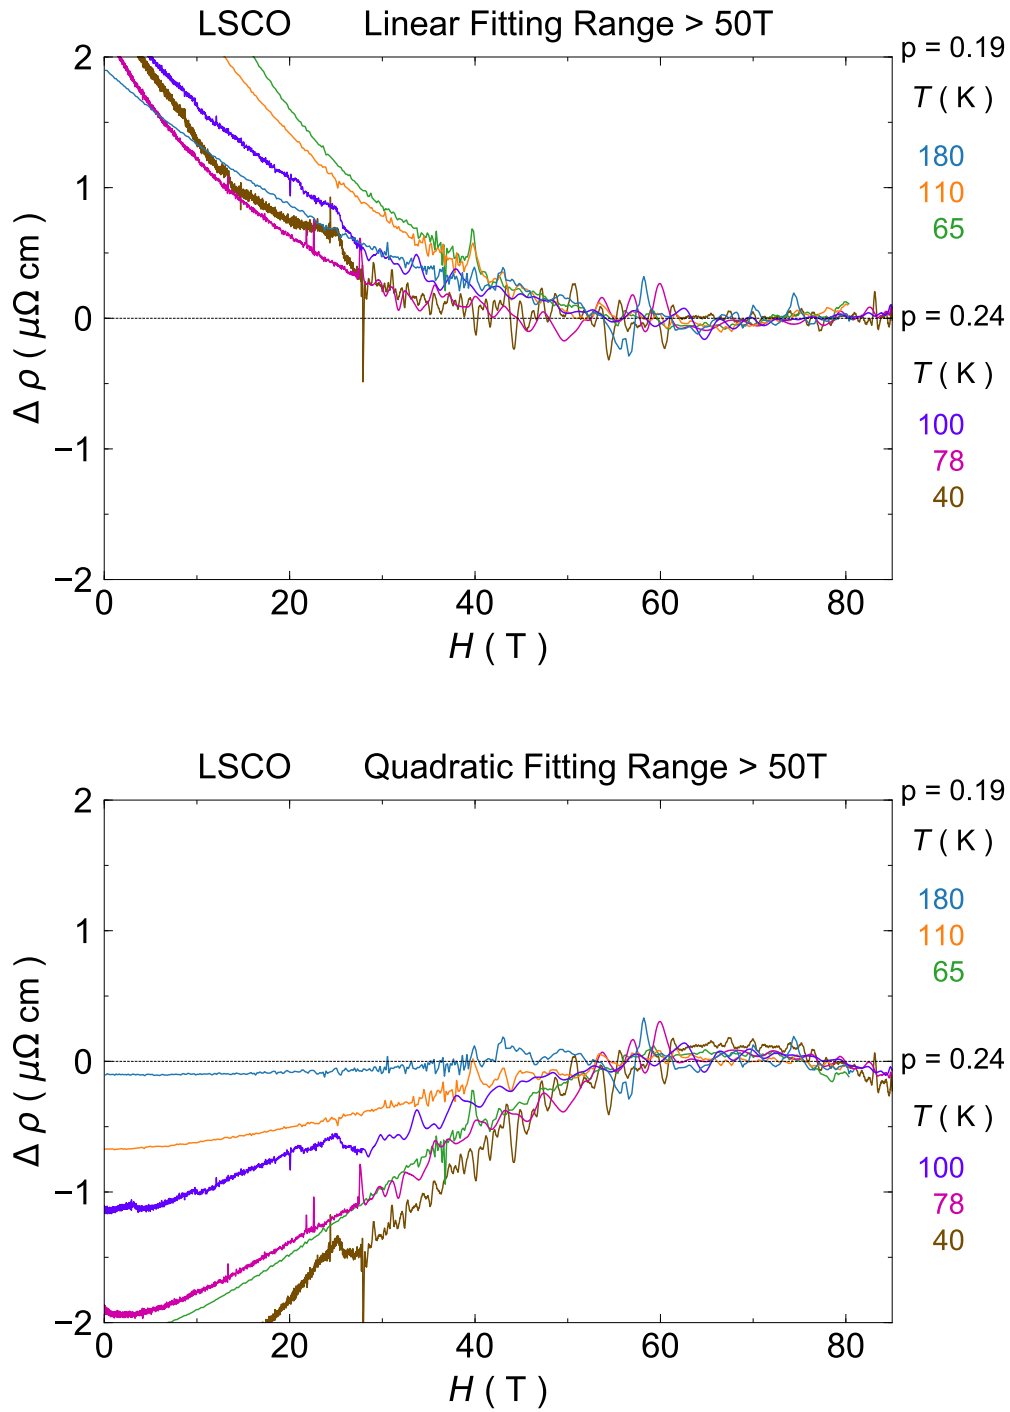 LSCO Linear Fitting Range > 50T
p = 0.19
T ( K )
180
110
65
p = 0.24
T ( K )
100
78
40
2
1
0
−1
−2
Δ ρ ( μΩ cm )
0 20 40 60 80
H ( T )
LSCO Quadratic Fitting Range > 50T
p = 0.19
T ( K )
180
110
65
p = 0.24
T ( K )
100
78
40
2
1
0
−1
−2
Δ ρ ( μΩ cm )
0 20 40 60 80
H ( T )